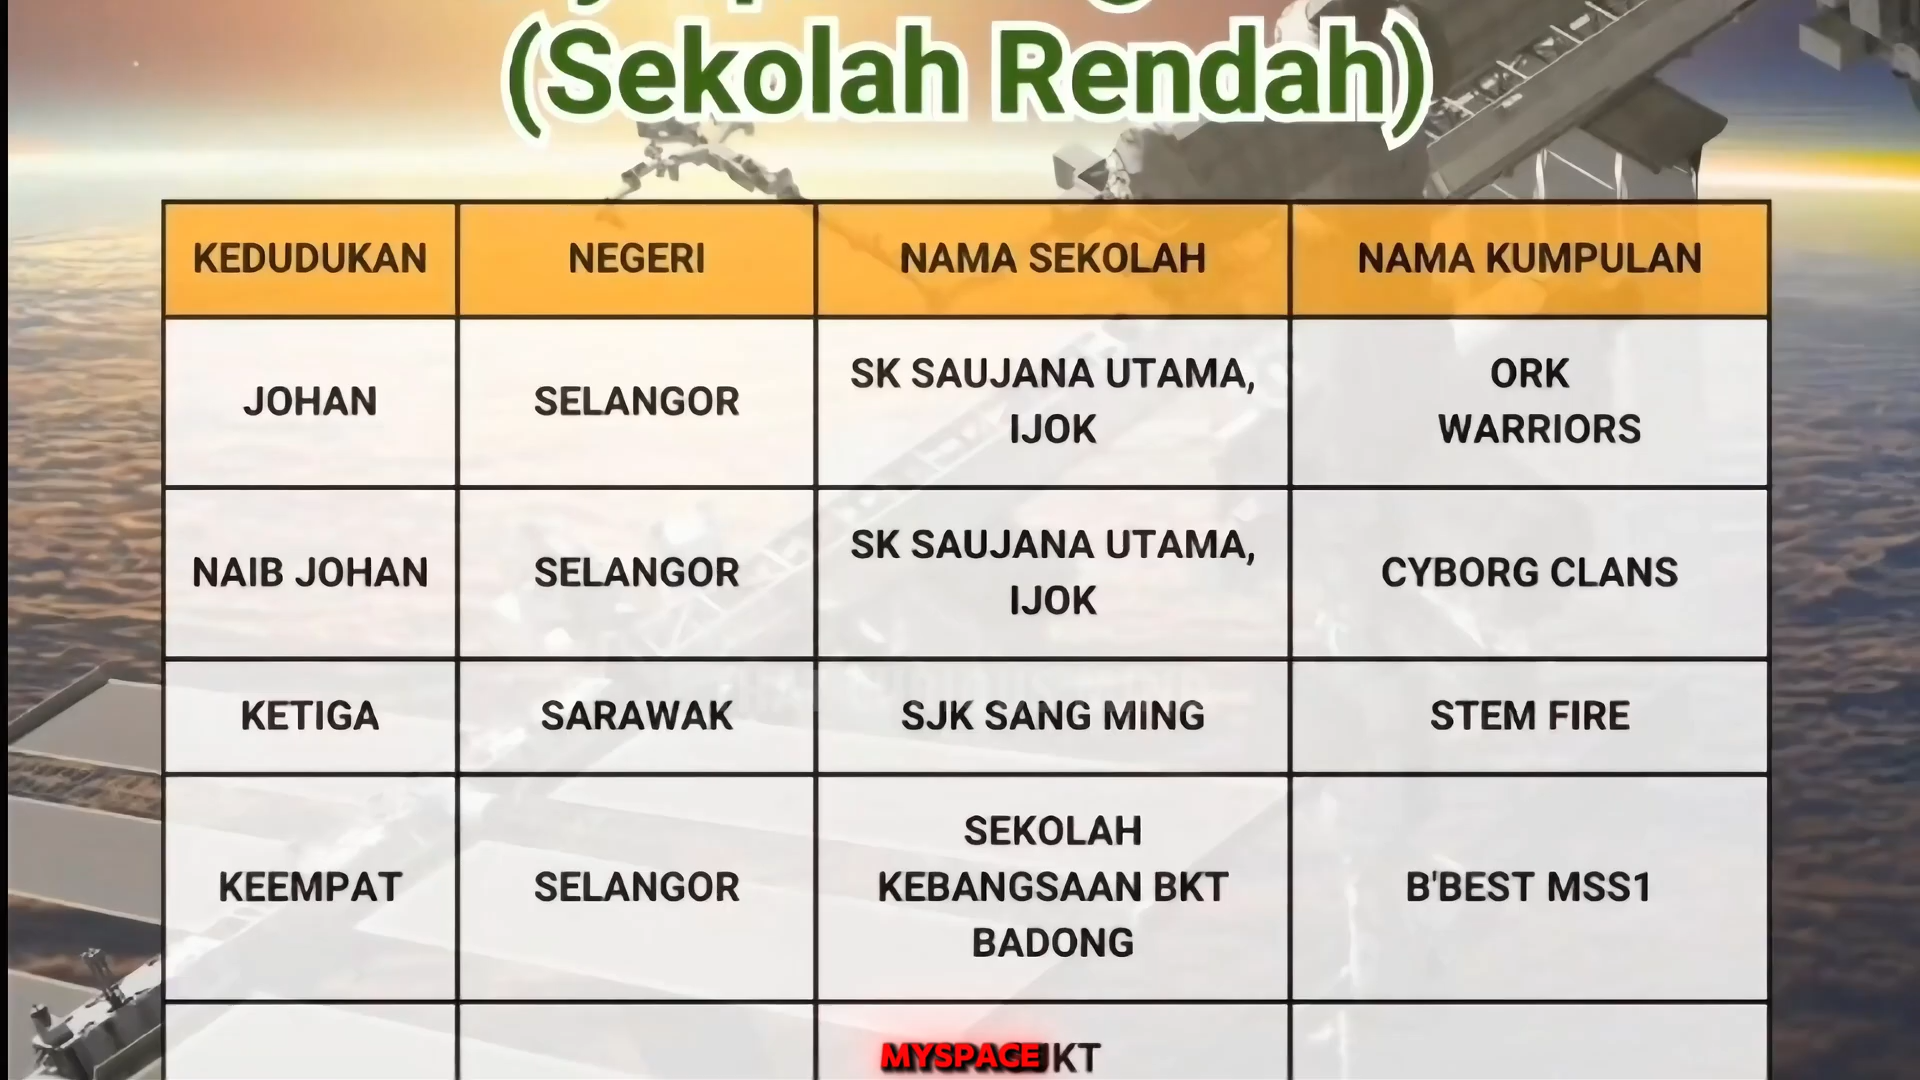 (Sekolah Rendah)
KEDUDUKAN NEGERI NAMA SEKOLAH NAMA KUMPULAN
JOHAN SELANGOR SK SAUJANA UTAMA, IJOK ORK WARRIORS
NAIB JOHAN SELANGOR SK SAUJANA UTAMA, IJOK CYBORG CLANS
KETIGA SARAWAK SJK SANG MING STEM FIRE
KEEMPAT SELANGOR SEKOLAH KEBANGSAAN BKT BADONG B'BEST MSS1
MYSPACE